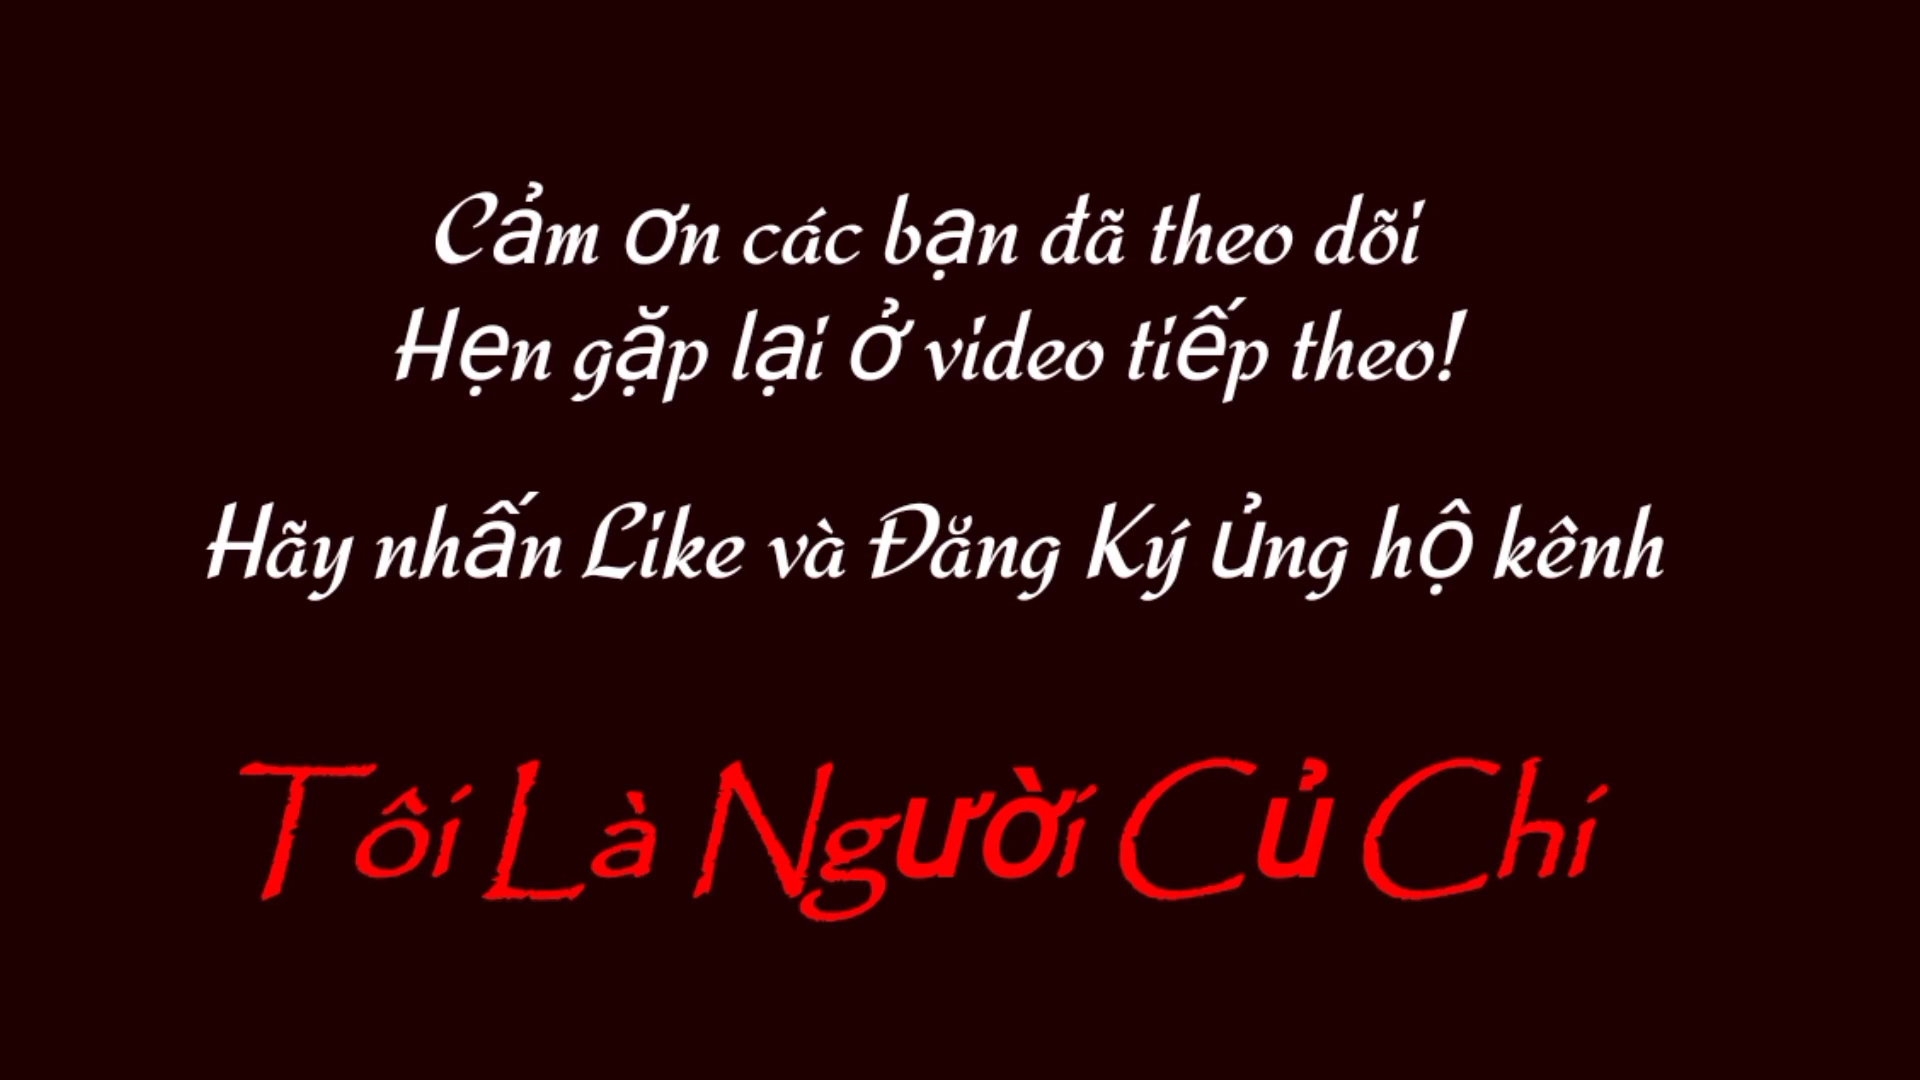 Cảm ơn các bạn đã theo dõi
Hẹn gặp lại ở video tiếp theo!
Hãy nhấn Like và Đăng Ký ủng hộ kênh
Tôi Là Người Củ Chi